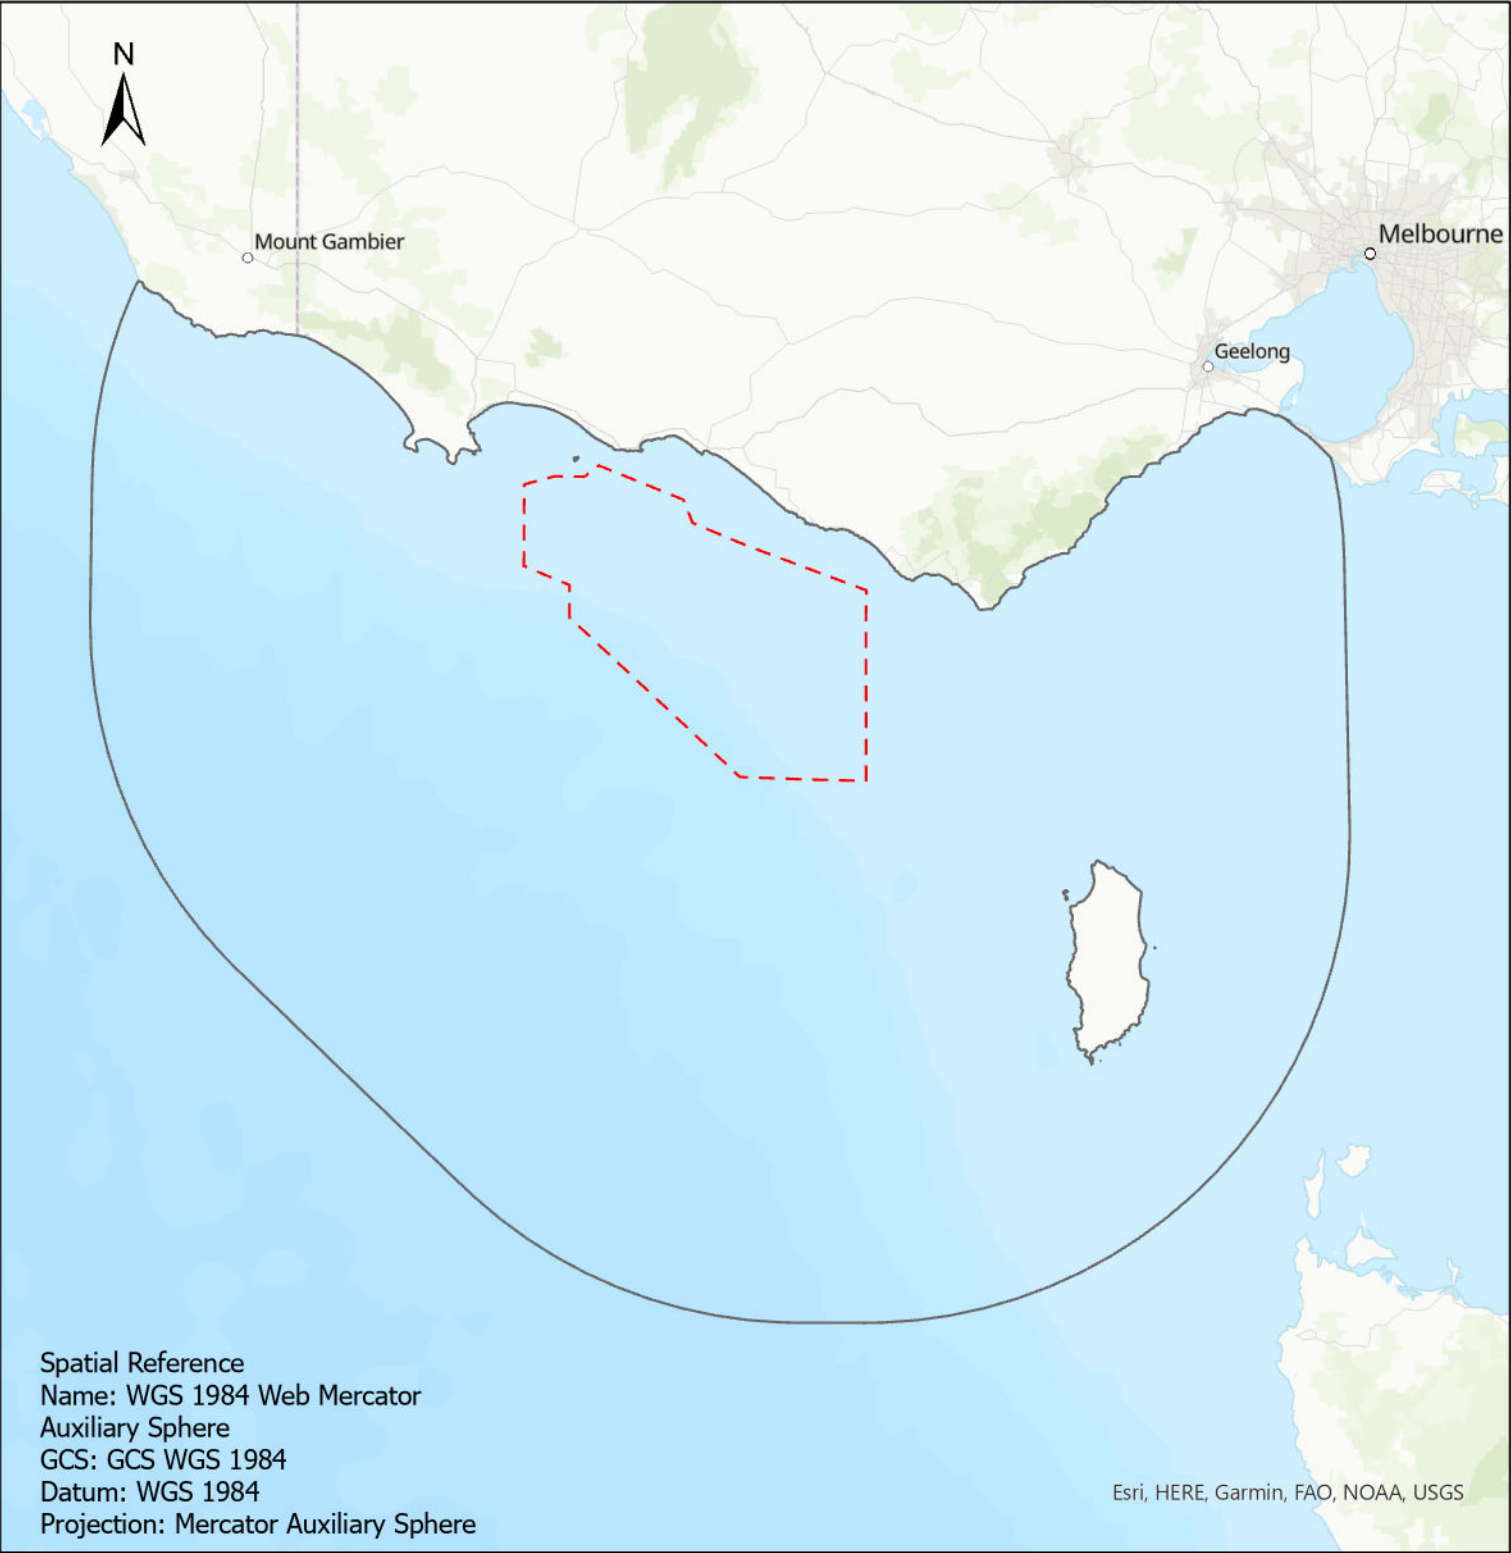 N
Mount Gambier
Melbourne
Geelong
Spatial Reference
Name: WGS 1984 Web Mercator
Auxiliary Sphere
GCS: GCS WGS 1984
Datum: WGS 1984
Projection: Mercator Auxiliary Sphere
Esri, HERE, Garmin, FAO, NOAA, USGS